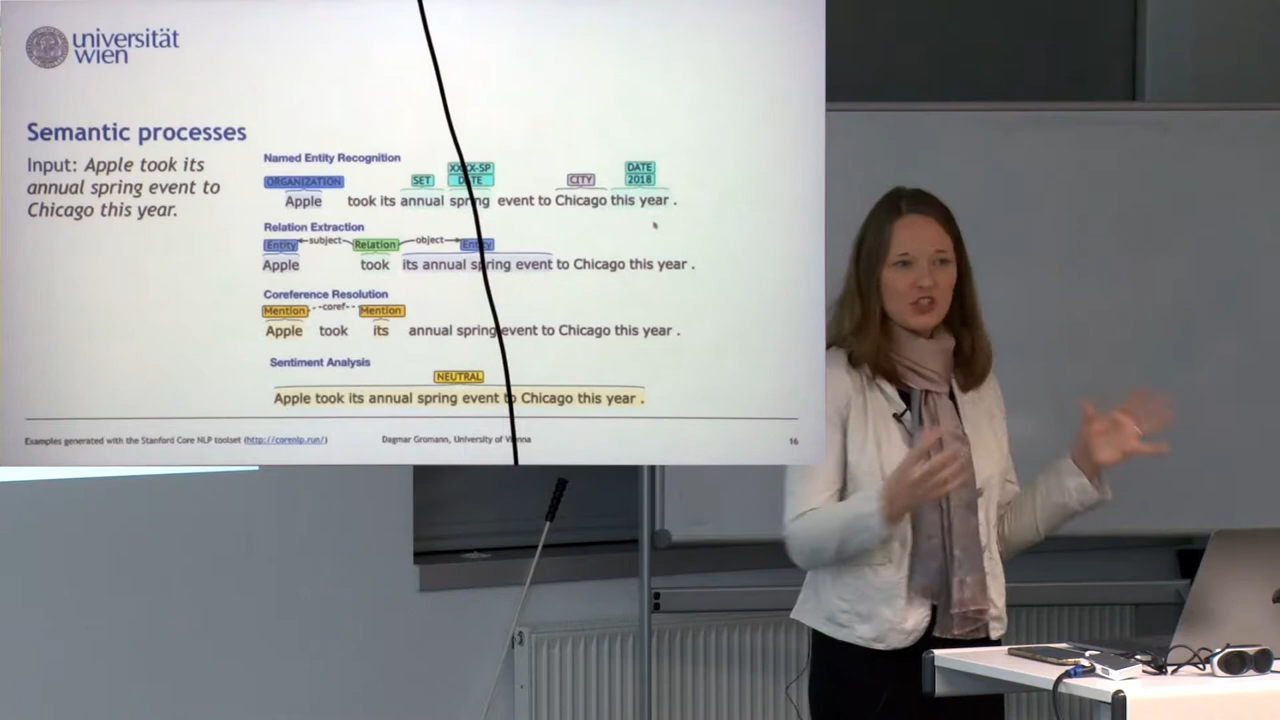 universität
wien
Semantic processes
Input: Apple took its
annual spring event to
Chicago this year.
Named Entity Recognition
DATE
ORGANIZATION SET CITY 2018
Apple took its annual spring event to Chicago this year .
Relation Extraction
Entity subject Relation object Entity
Apple took its annual spring event to Chicago this year .
Coreference Resolution
Mention coref Mention
Apple took its annual spring event to Chicago this year .
Sentiment Analysis
NEUTRAL
Apple took its annual spring event to Chicago this year .
Examples generated with the Stanford Core NLP toolset (http://corenlp.run/) Dagmar Gromann, University of Vienna 16